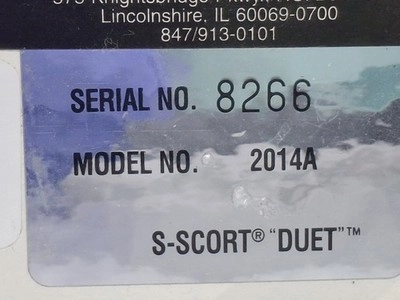 Lincolnshire, IL 60069-0700
847/913-0101
SERIAL NO. 8266
MODEL NO. 2014A
S-SCORT® "DUET"™